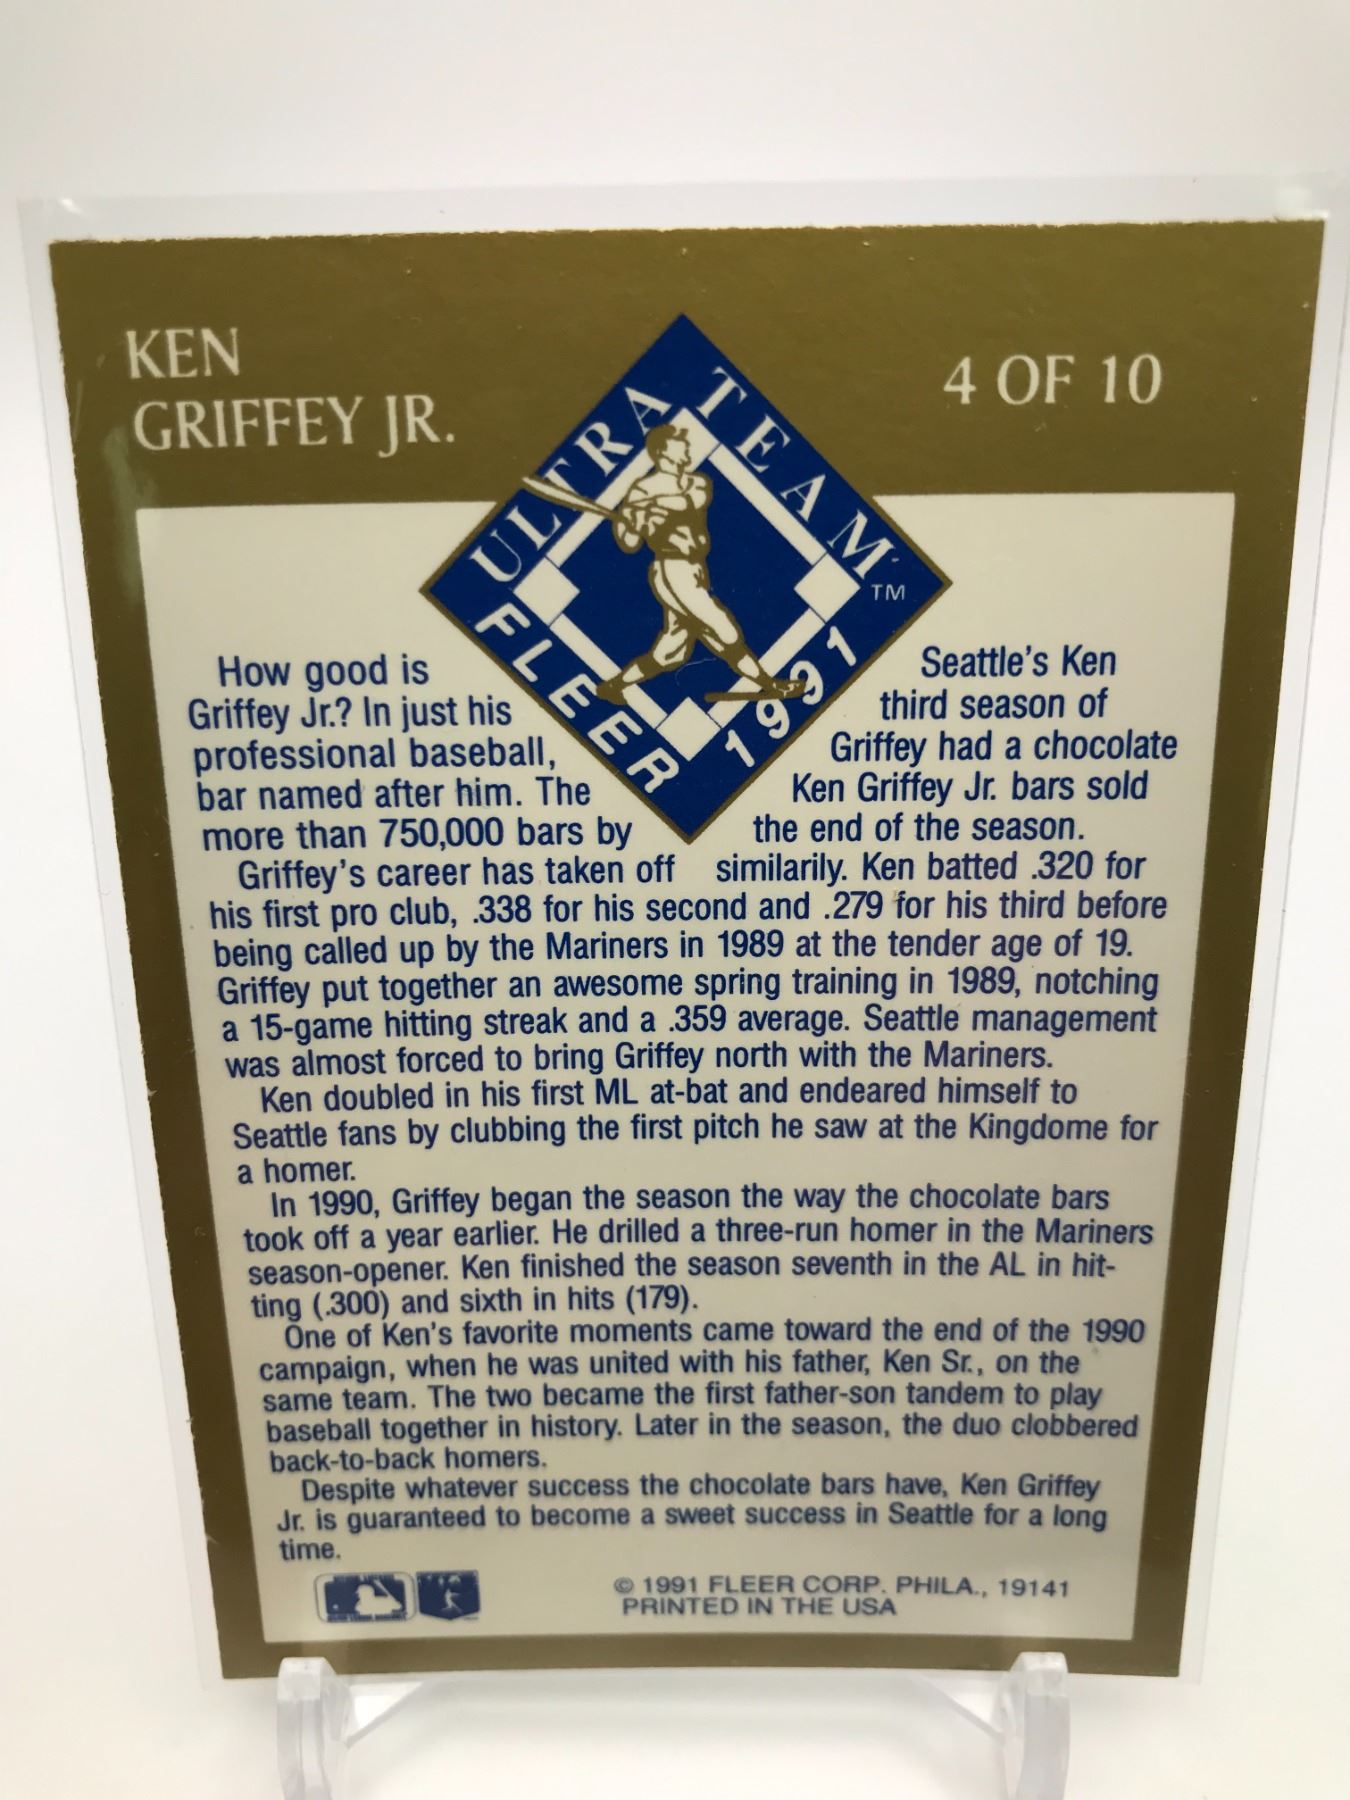 KEN
GRIFFEY JR.
4 OF 10
ULTRA TEAM
TM
FLEER 1991
How good is Seattle's Ken
Griffey Jr.? In just his third season of
professional baseball, Griffey had a chocolate
bar named after him. The Ken Griffey Jr. bars sold
more than 750,000 bars by the end of the season.
Griffey's career has taken off similarily. Ken batted .320 for
his first pro club, .338 for his second and .279 for his third before
being called up by the Mariners in 1989 at the tender age of 19.
Griffey put together an awesome spring training in 1989, notching
a 15-game hitting streak and a .359 average. Seattle management
was almost forced to bring Griffey north with the Mariners.
Ken doubled in his first ML at-bat and endeared himself to
Seattle fans by clubbing the first pitch he saw at the Kingdome for
a homer.
In 1990, Griffey began the season the way the chocolate bars
took off a year earlier. He drilled a three-run homer in the Mariners
season-opener. Ken finished the season seventh in the AL in hit-
ting (.300) and sixth in hits (179).
One of Ken's favorite moments came toward the end of the 1990
campaign, when he was united with his father, Ken Sr., on the
same team. The two became the first father-son tandem to play
baseball together in history. Later in the season, the duo clobbered
back-to-back homers.
Despite whatever success the chocolate bars have, Ken Griffey
Jr. is guaranteed to become a sweet success in Seattle for a long
time.
© 1991 FLEER CORP. PHILA., 19141
PRINTED IN THE USA